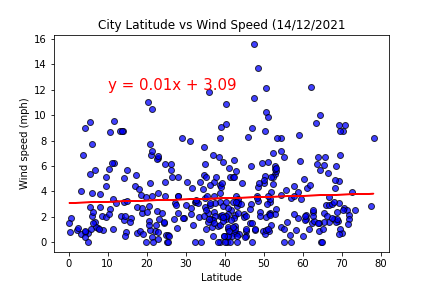 City Latitude vs Wind Speed (14/12/2021
16
14
12
10
8
6
4
2
0
y = 0.01x + 3.09
Wind speed (mph)
0 10 20 30 40 50 60 70 80
Latitude